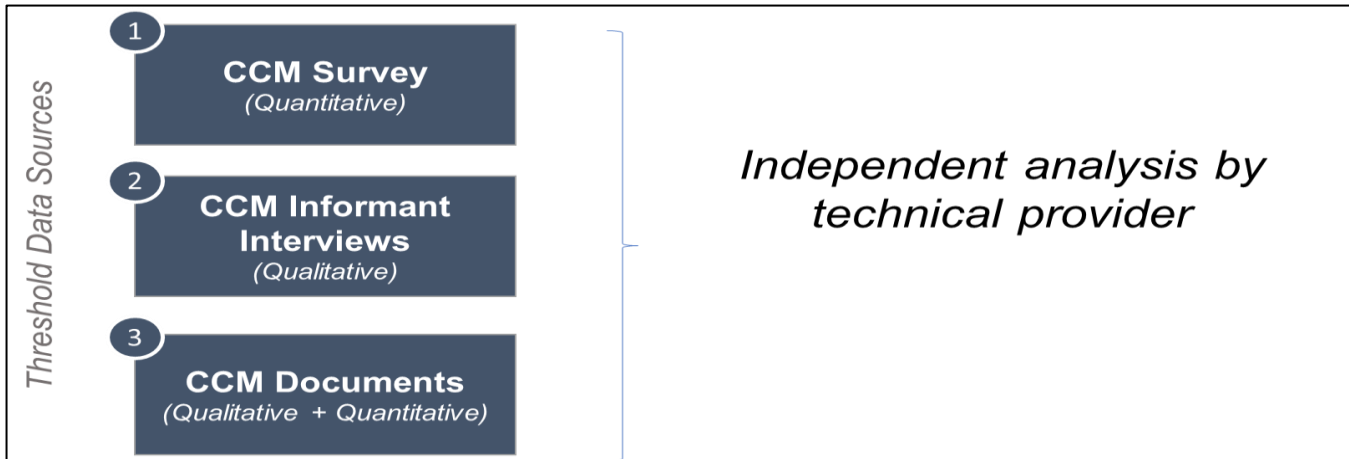 Threshold Data Sources
1
CCM Survey
(Quantitative)
2
CCM Informant
Interviews
(Qualitative)
3
CCM Documents
(Qualitative + Quantitative)
Independent analysis by
technical provider